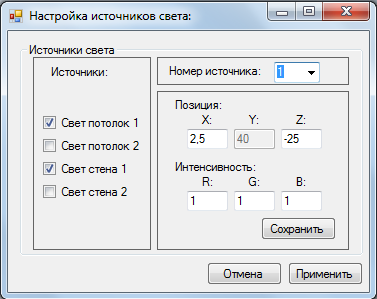 Настройка источников света:
Источники света
Источники:
Свет потолок 1
Свет потолок 2
Свет стена 1
Свет стена 2
Номер источника: 1
Позиция:
X: Y: Z:
2,5 40 -25
Интенсивность:
R: G: B:
1 1 1
Сохранить
Отмена Применить